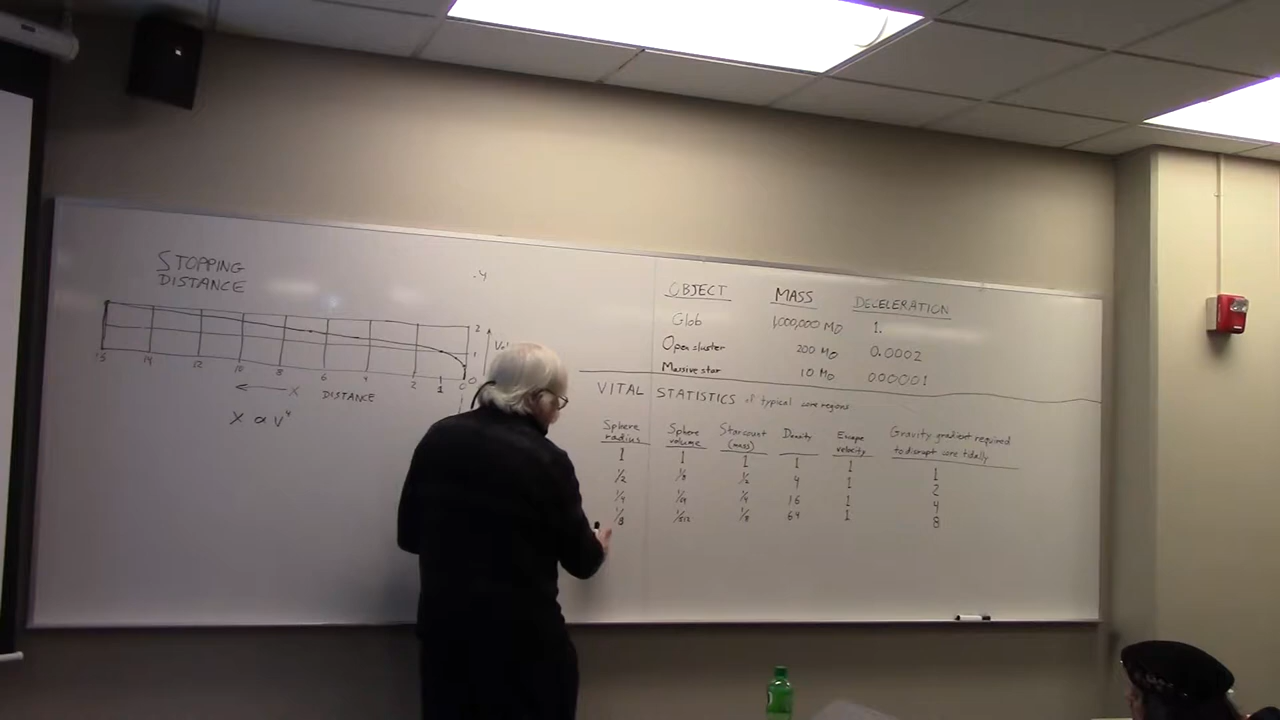 STOPPING
DISTANCE
2
1
0
15 14 12 10 8 6 4 2 1 0
← X DISTANCE
X ∝ V⁴
OBJECT MASS DECELERATION
Glob 1,000,000 M⊙ 1.
Open cluster 200 M⊙ 0.0002
Massive star 10 M⊙ 000001
VITAL STATISTICS of typical core regions
Sphere radius Sphere volume Star count (mass) Density Escape velocity Gravity gradient required to disrupt core tidally
1 1 1 1 1 1
1/2 1/8 1/2 4 1 2
1/4 1/64 1/4 16 1 4
1/8 1/512 1/8 64 1 8